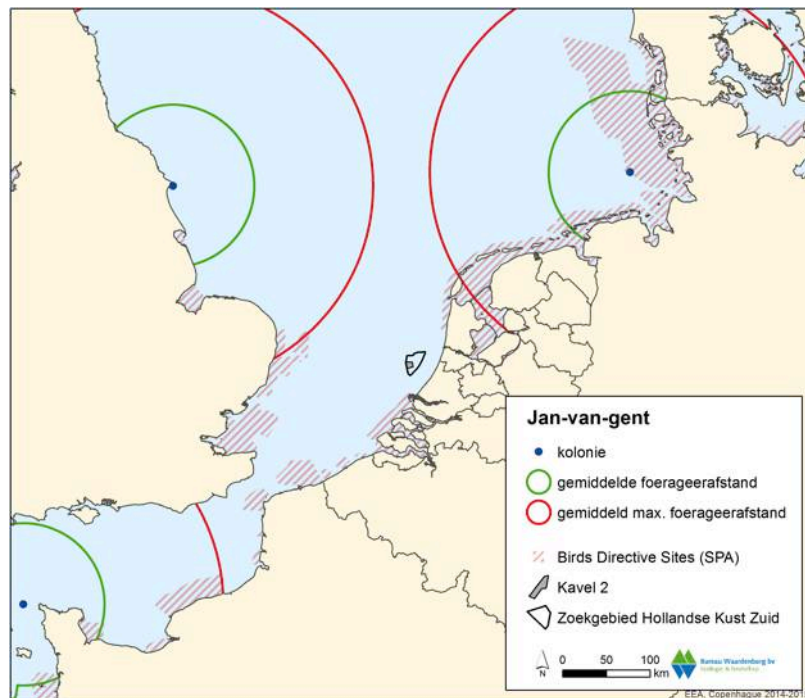 Jan-van-gent
kolonie
gemiddelde foerageerafstand
gemiddeld max. foerageerafstand
Birds Directive Sites (SPA)
Kavel 2
Zoekgebied Hollandse Kust Zuid
N
0 50 100
km
Bureau Waardenburg bv
EEA, Copenhague 2014-201